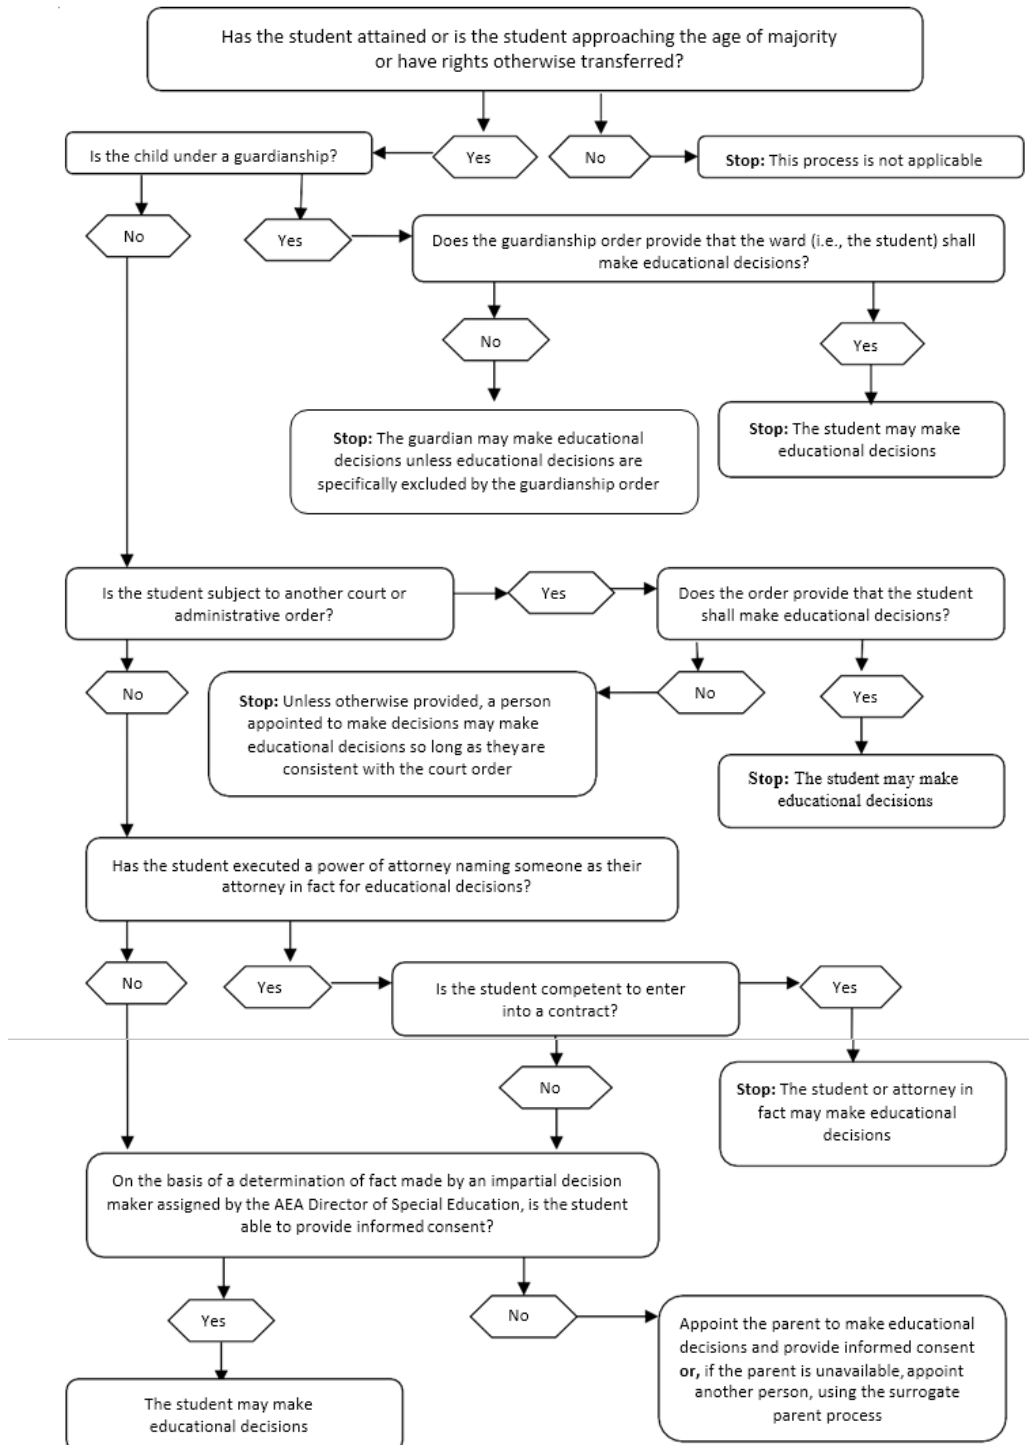 Has the student attained or is the student approaching the age of majority
or have rights otherwise transferred?
Is the child under a guardianship?
Yes
No
Stop: This process is not applicable
No
Yes
Does the guardianship order provide that the ward (i.e., the student) shall
make educational decisions?
No
Yes
Stop: The guardian may make educational
decisions unless educational decisions are
specifically excluded by the guardianship order
Stop: The student may make
educational decisions
Is the student subject to another court or
administrative order?
Yes
Does the order provide that the student
shall make educational decisions?
No
Stop: Unless otherwise provided, a person
appointed to make decisions may make
educational decisions so long as theyare
consistent with the court order
No
Yes
Stop: The student may make
educational decisions
Has the student executed a power of attorney naming someone as their
attorney in fact for educational decisions?
No
Yes
Is the student competent to enter
into a contract?
Yes
No
Stop: The student or attorney in
fact may make educational
decisions
On the basis of a determination of fact made by an impartial decision
maker assigned by the AEA Director of Special Education, is the student
able to provide informed consent?
Yes
No
Appoint the parent to make educational
decisions and provide informed consent
or, if the parent is unavailable, appoint
another person, using the surrogate
parent process
The student may make
educational decisions